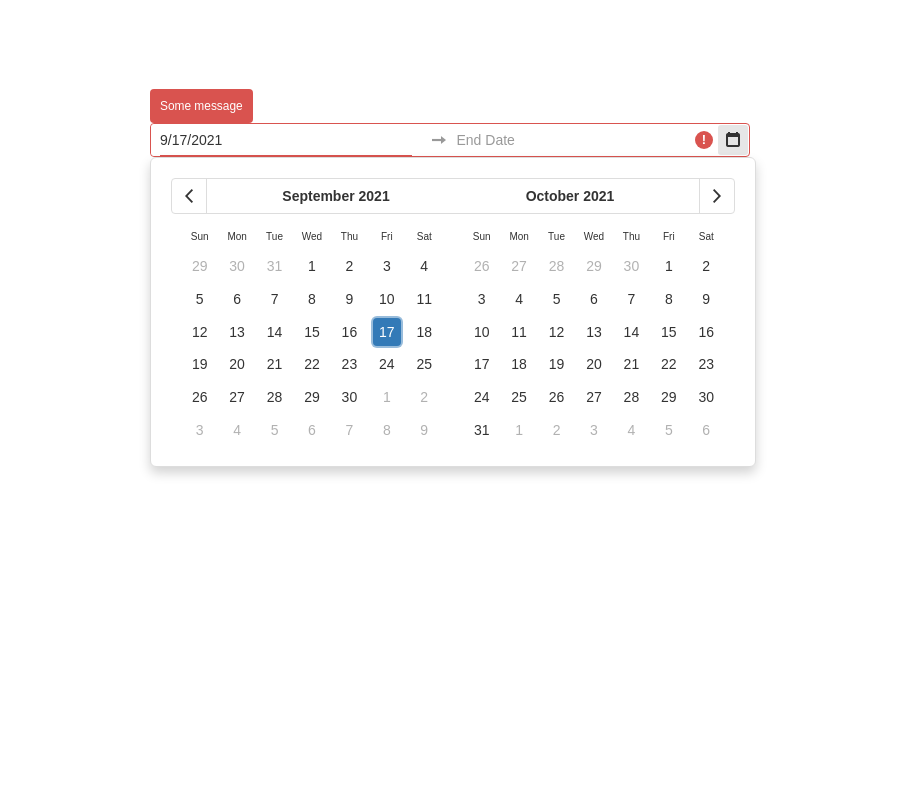 Some message
9/17/2021 End Date !
September 2021 October 2021
Sun Mon Tue Wed Thu Fri Sat Sun Mon Tue Wed Thu Fri Sat
29 30 31 1 2 3 4 26 27 28 29 30 1 2
5 6 7 8 9 10 11 3 4 5 6 7 8 9
12 13 14 15 16 17 18 10 11 12 13 14 15 16
19 20 21 22 23 24 25 17 18 19 20 21 22 23
26 27 28 29 30 1 2 24 25 26 27 28 29 30
3 4 5 6 7 8 9 31 1 2 3 4 5 6